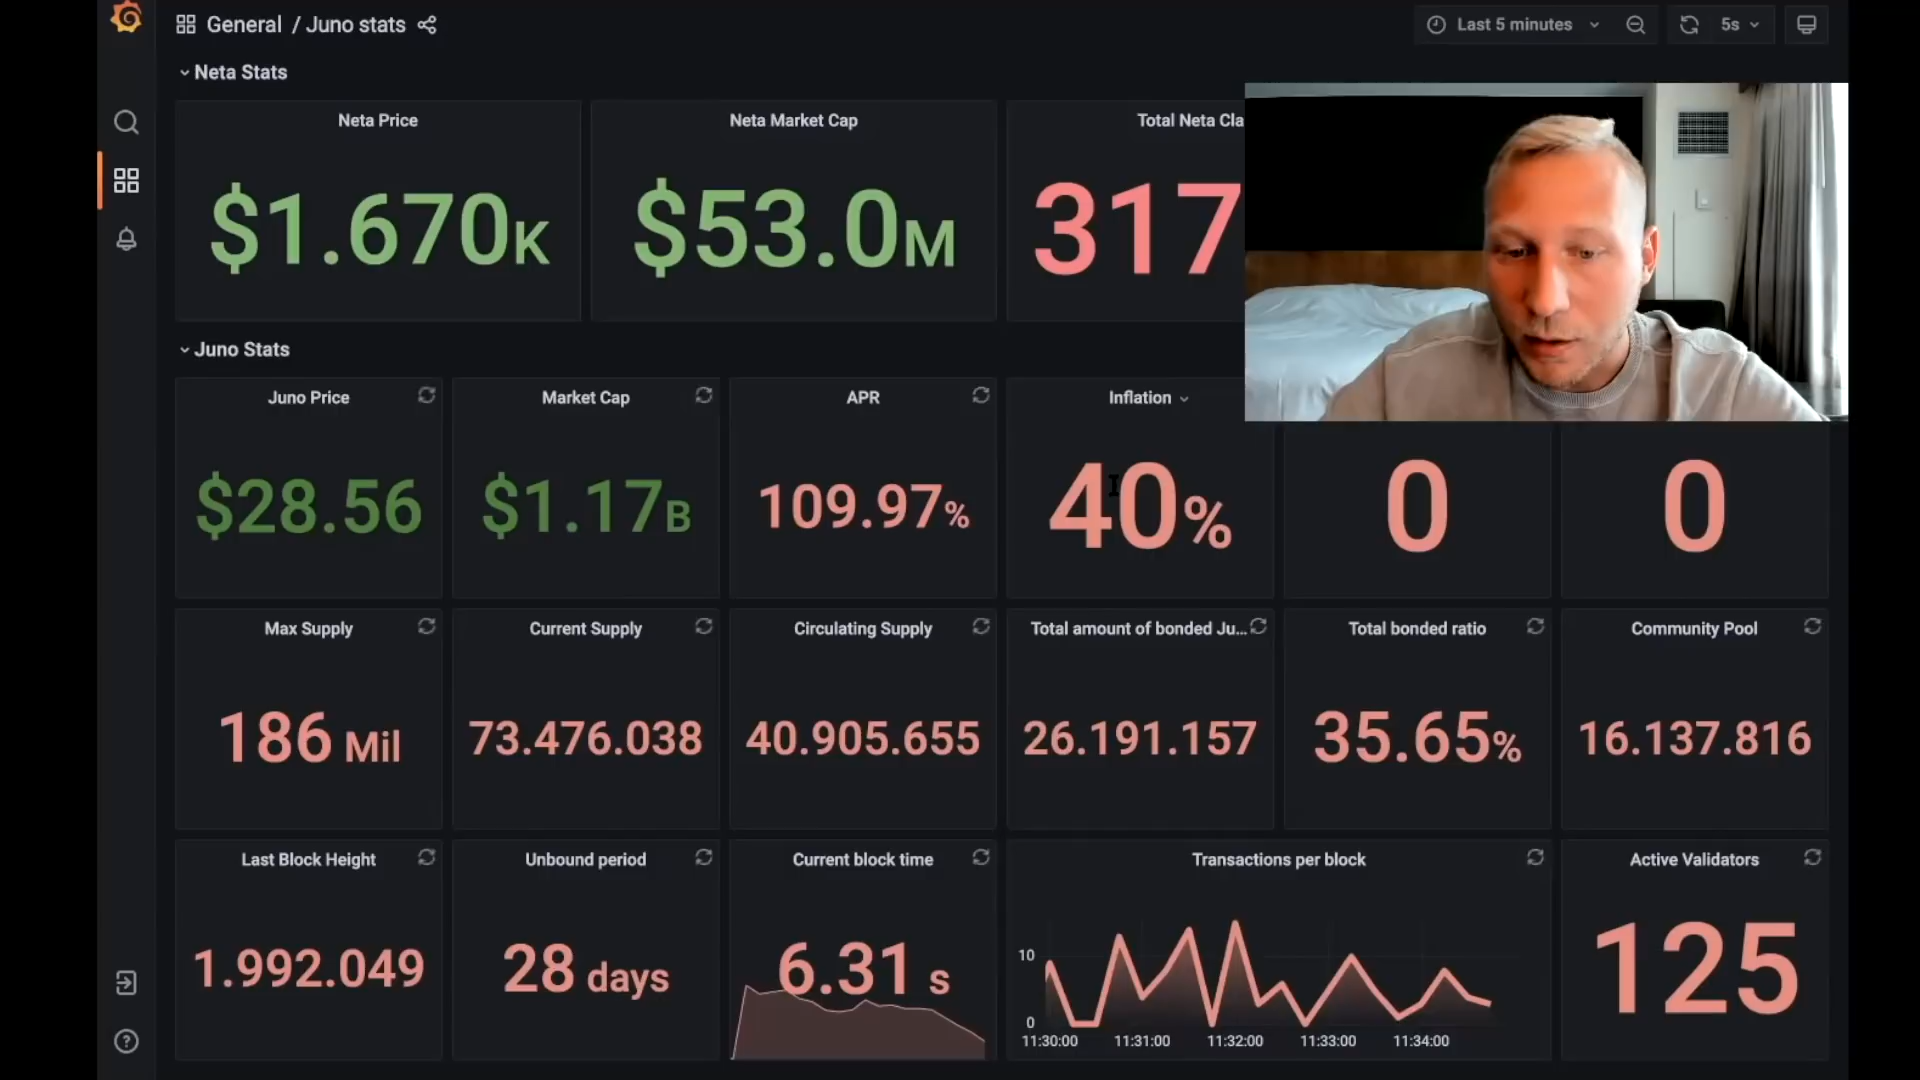 General / Juno stats
Last 5 minutes
5s
Neta Stats
Neta Price
Neta Market Cap
Total Neta Cla
$1.670K
$53.0M
317
Juno Stats
Juno Price
Market Cap
APR
Inflation
$28.56
$1.17B
109.97%
40%
0
0
Max Supply
Current Supply
Circulating Supply
Total amount of bonded Ju...
Total bonded ratio
Community Pool
186 Mil
73.476.038
40.905.655
26.191.157
35.65%
16.137.816
Last Block Height
Unbound period
Current block time
Transactions per block
Active Validators
1.992.049
28 days
6.31 s
10
0
11:30:00
11:31:00
11:32:00
11:33:00
11:34:00
125